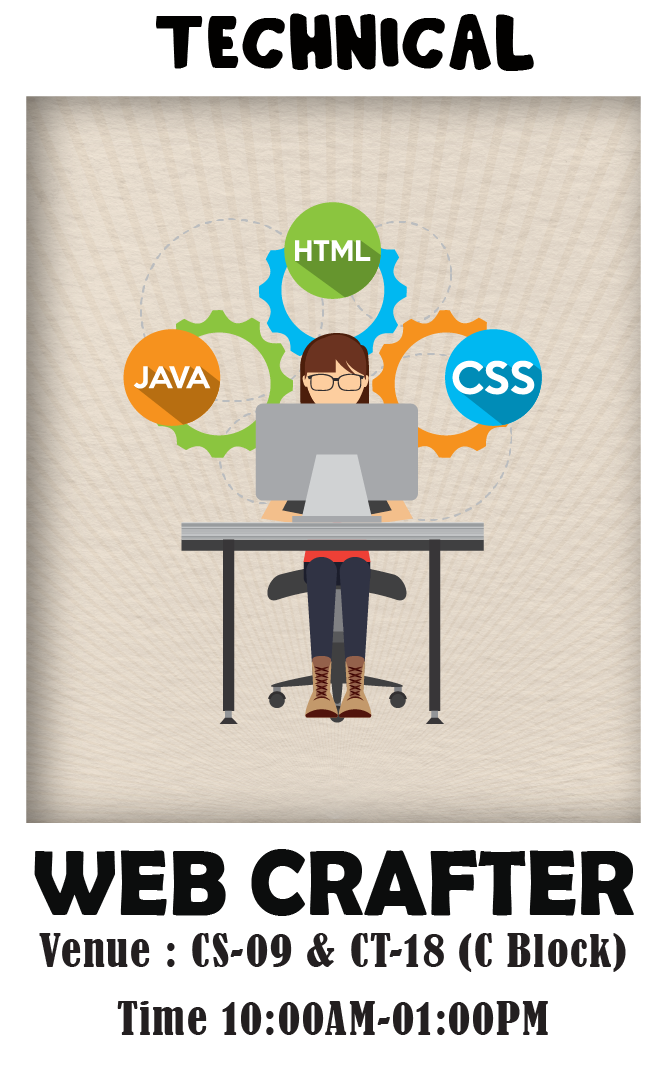 TECHNICAL
HTML
JAVA
CSS
WEB CRAFTER
Venue : CS-09 & CT-18 (C Block)
Time 10:00AM-01:00PM